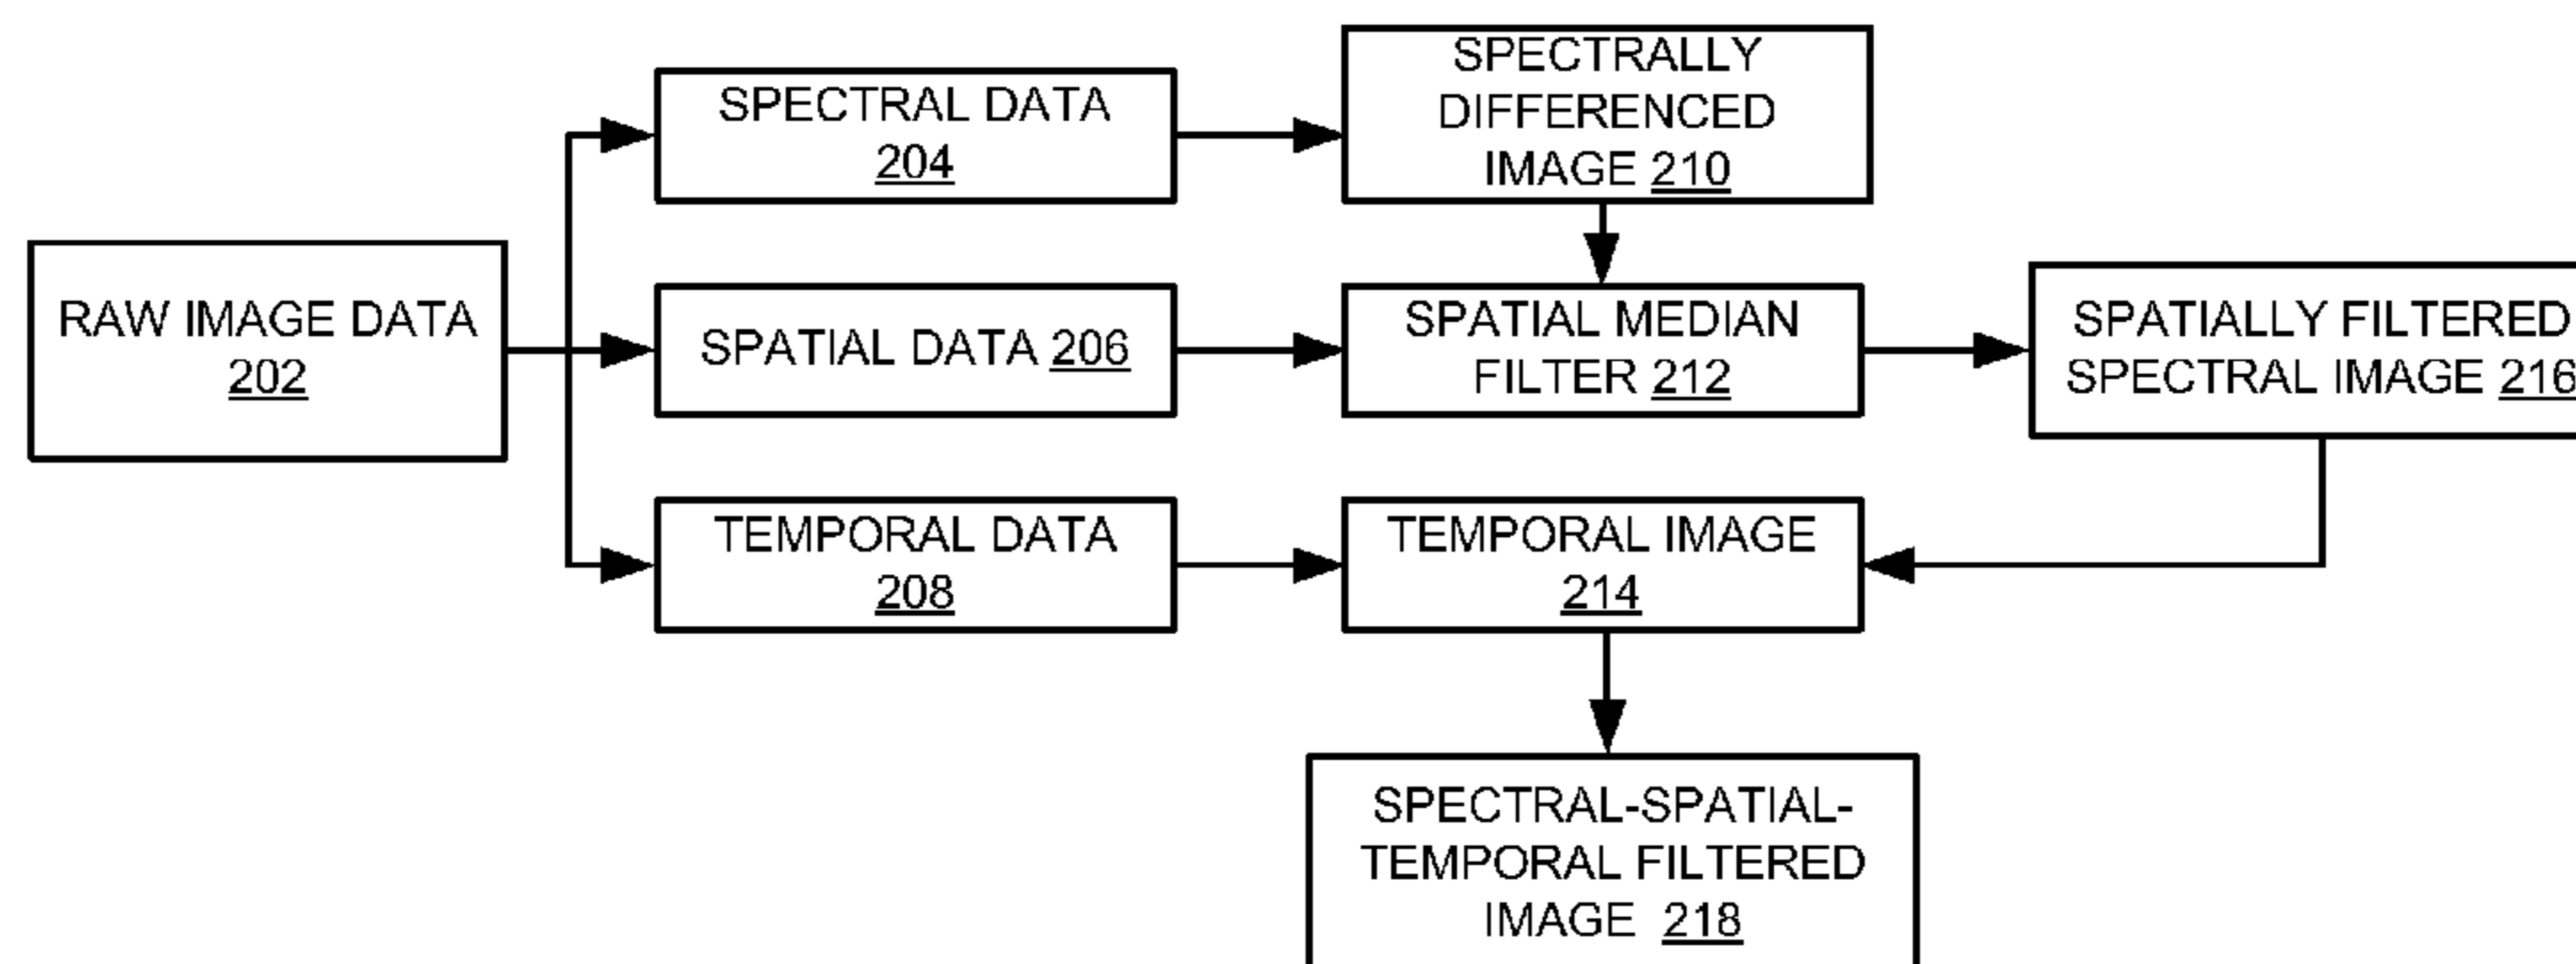 SPECTRALLY
DIFFERENCED
IMAGE 210
SPECTRAL DATA
204
RAW IMAGE DATA
202
SPATIAL DATA 206
SPATIAL MEDIAN
FILTER 212
SPATIALLY FILTERED
SPECTRAL IMAGE 216
TEMPORAL DATA
208
TEMPORAL IMAGE
214
SPECTRAL-SPATIAL-
TEMPORAL FILTERED
IMAGE 218